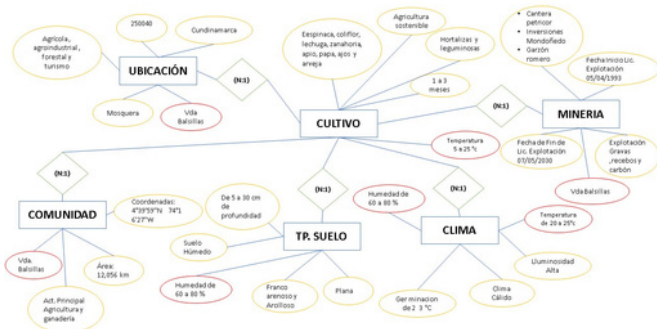 Agrícola,
agroindustrial,
forestal y
turismo
250040
Cundinamarca
UBICACIÓN
Mosquera
Vda
Balsillas
(N:1)
Eespinaca, coliflor,
lechuga, zanahoria,
apio, papa, ajos y
arveja
Agricultura
sostenible
Hortalizas y
leguminosas
1 a 3
meses
CULTIVO
Temperatura
5 a 25 °c
(N:1)
• Cantera
petricor
• Inversiones
Mondoñedo
• Garzón
romero
Fecha Inicio Lic.
Explotación
05/04/1993
MINERIA
Fecha de Fin de
Lic. Explotación
07/05/2030
Explotación
Gravas
,recebos y
carbón
Vda Balsillas
(N:1)
COMUNIDAD
Coordenadas:
4°39'59"N 74°1
6'27"W
Vda.
Balsillas
Área:
12,056 km
Act. Principal
Agricultura y
ganadería
(N:1)
De 5 a 30 cm
de
profundidad
TP. SUELO
Suelo
Húmedo
Humedad de
60 a 80 %
Franco
arenoso y
Arcilloso
Plana
(N:1)
Humedad de
60 a 80 %
CLIMA
Temperatura
de 20 a 25°c
Lluminosidad
Alta
Clima
Cálido
Germinacion
de 2 3 °C